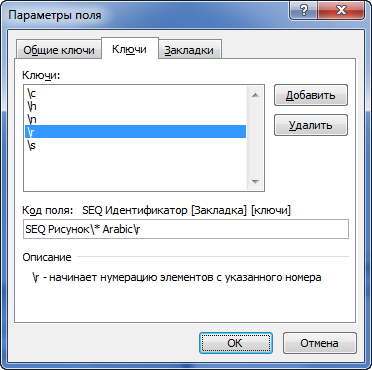 Параметры поля
Общие ключи Ключи Закладки
Ключи:
\c
\h
\n
\r
\s
Добавить
Удалить
Код поля: SEQ Идентификатор [Закладка] [ключи]
SEQ Рисунок\* Arabic\r
Описание
\r - начинает нумерацию элементов с указанного номера
ОК Отмена